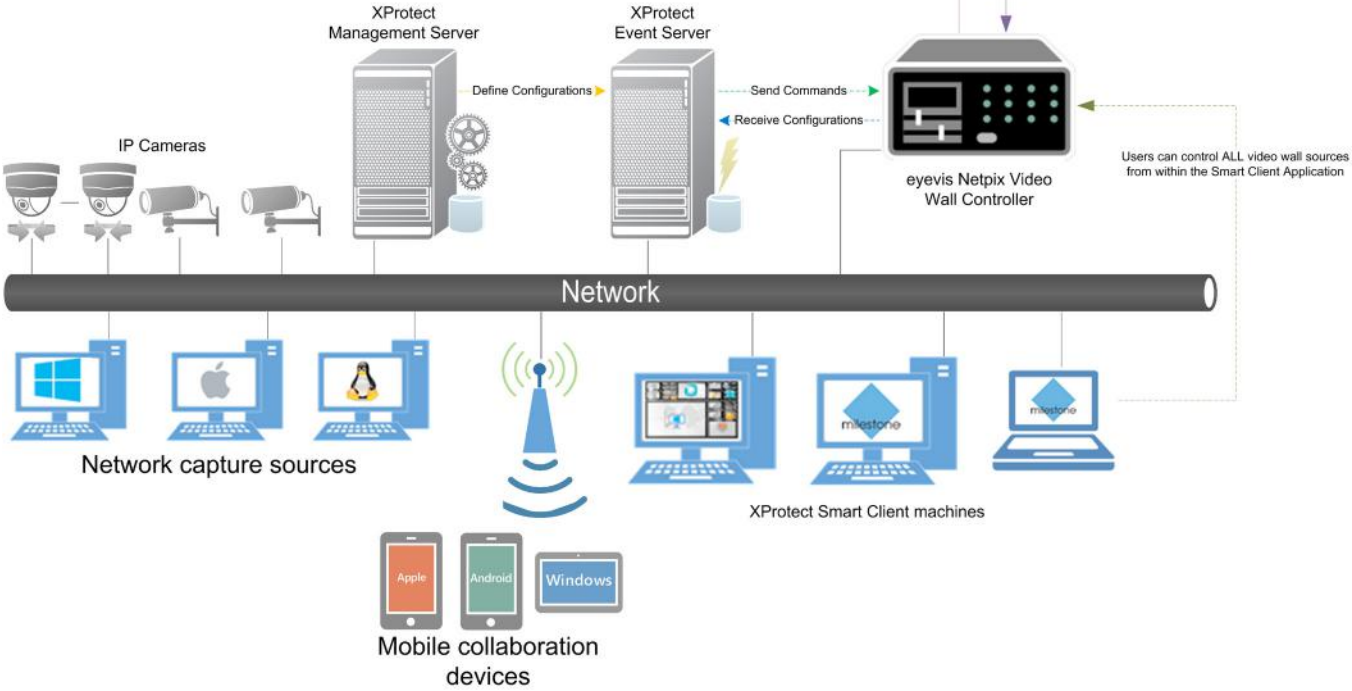 XProtect
Management Server
XProtect
Event Server
Define Configurations
Send Commands
Receive Configurations
IP Cameras
eyevis Netpix Video
Wall Controller
Users can control ALL video wall sources
from within the Smart Client Application
Network
milestone
milestone
Network capture sources
XProtect Smart Client machines
Apple
Android
Windows
Mobile collaboration
devices